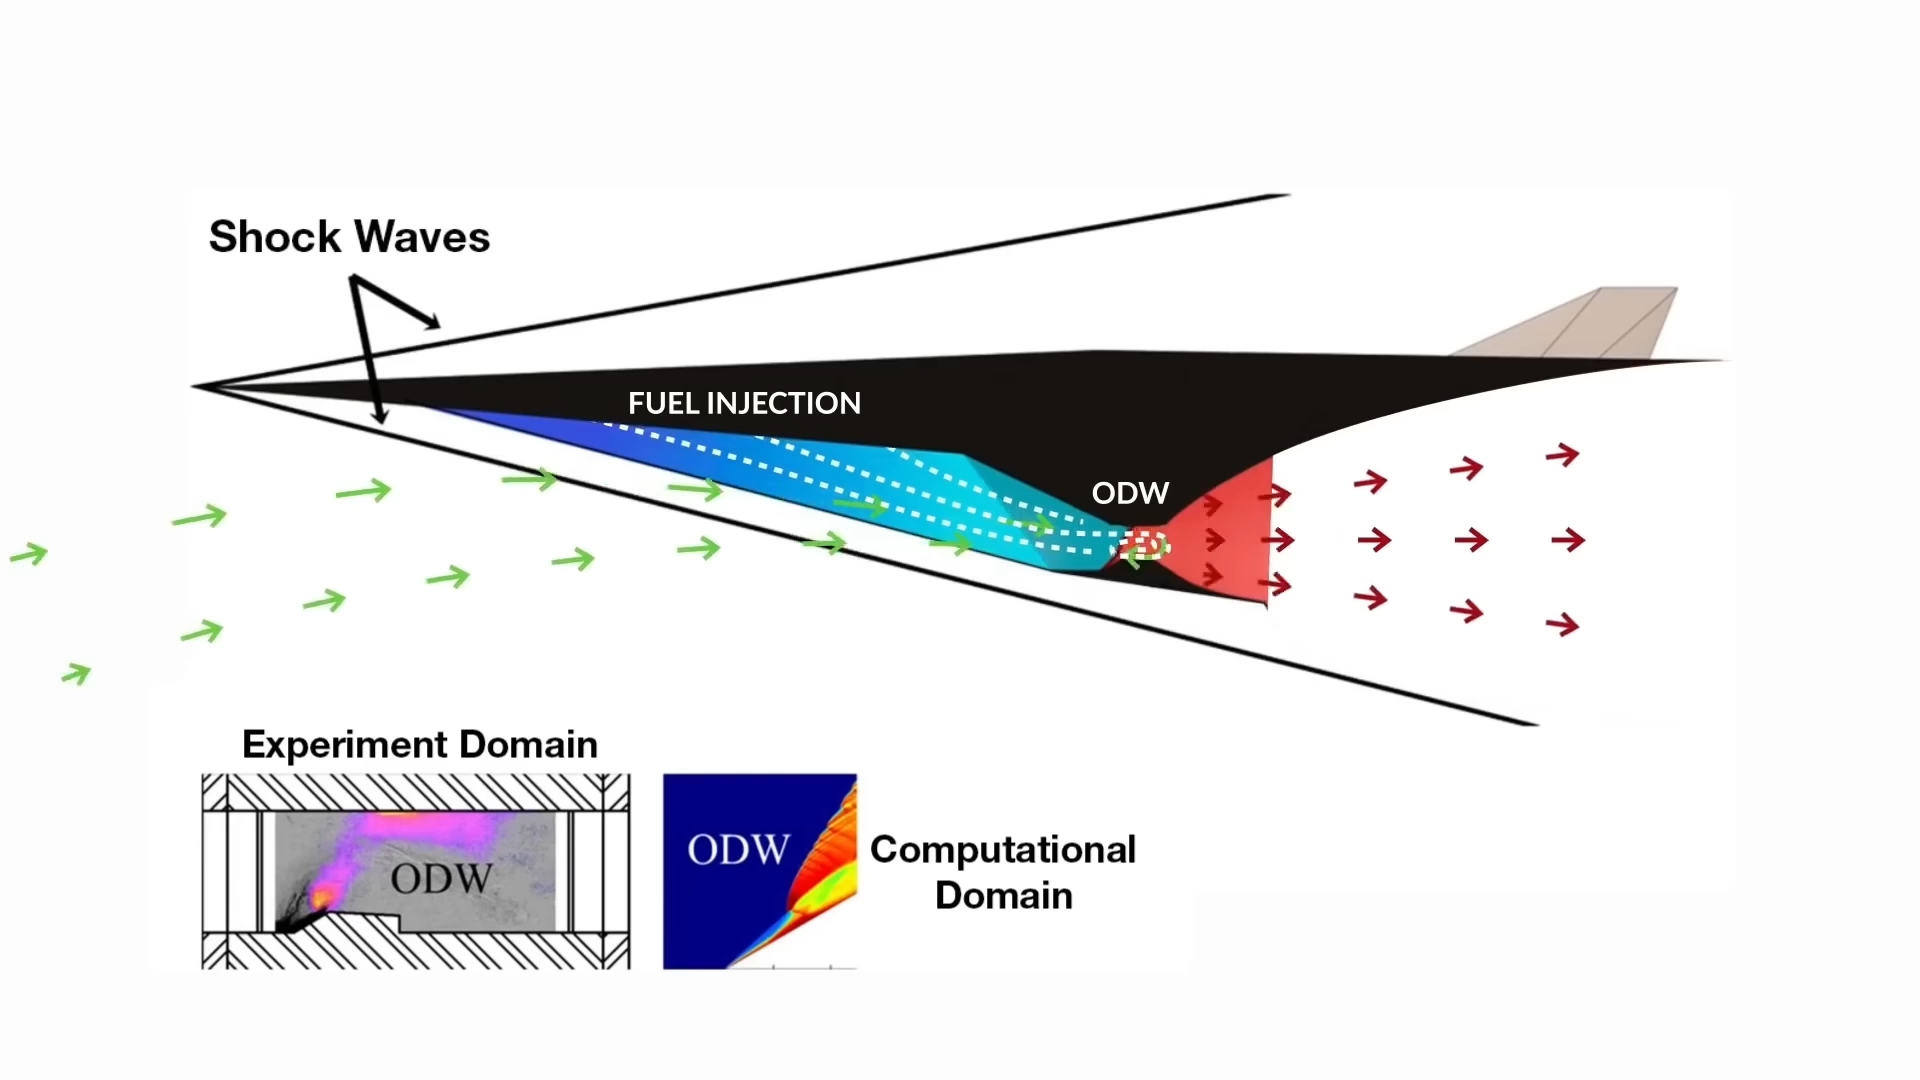 Shock Waves
FUEL INJECTION
ODW
Experiment Domain
ODW
ODW
Computational
Domain